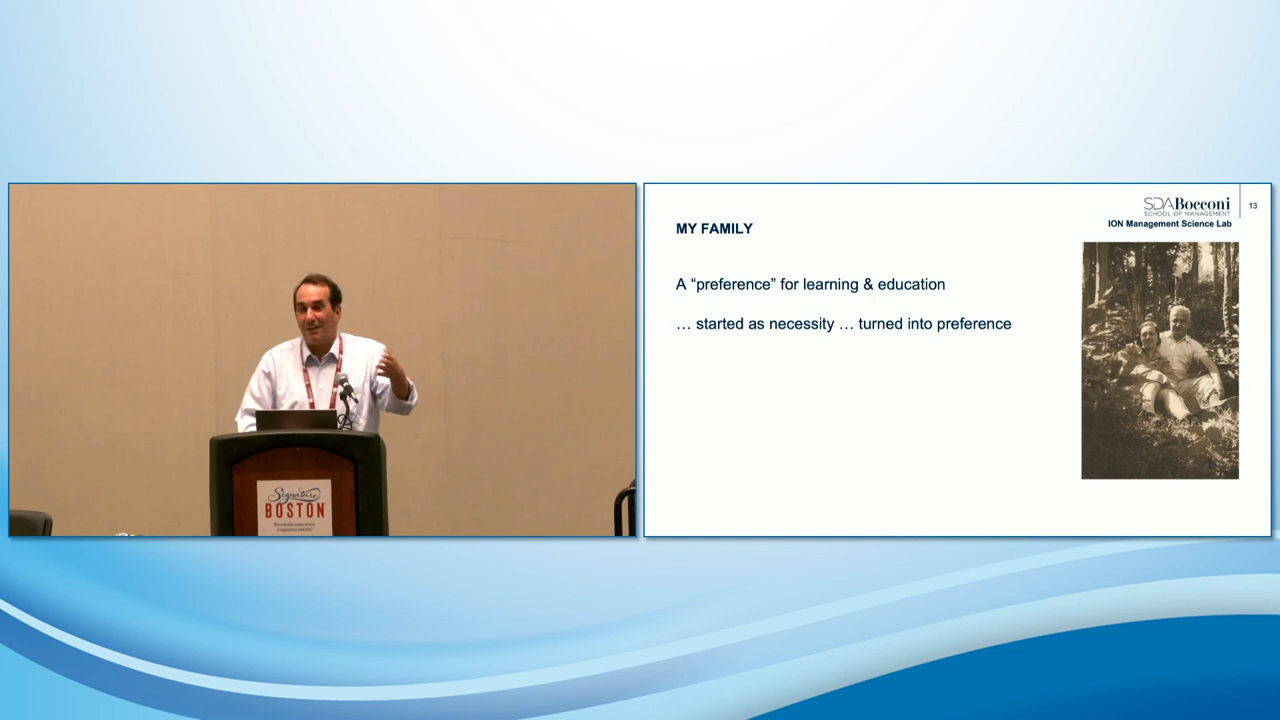 Signature
BOSTON
SDA Bocconi
SCHOOL OF MANAGEMENT
ION Management Science Lab
13
MY FAMILY
A “preference” for learning & education
… started as necessity … turned into preference